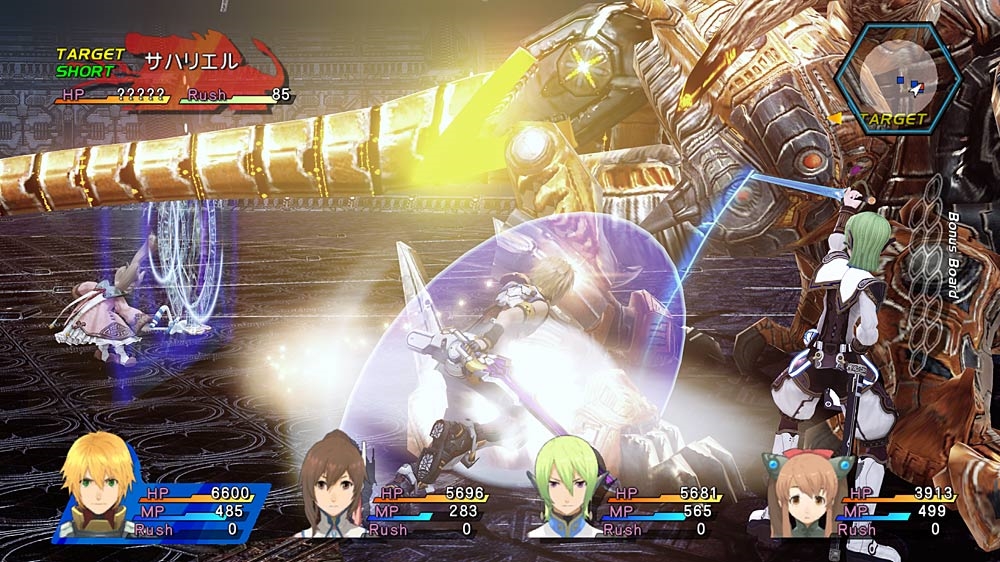 TARGET サハリエル
SHORT
HP ????? Rush 85
TARGET
Bonus Board
HP 6600
MP 485
Rush 0
HP 5696
MP 283
Rush 0
HP 5681
MP 565
Rush 0
HP 3913
MP 499
Rush 0